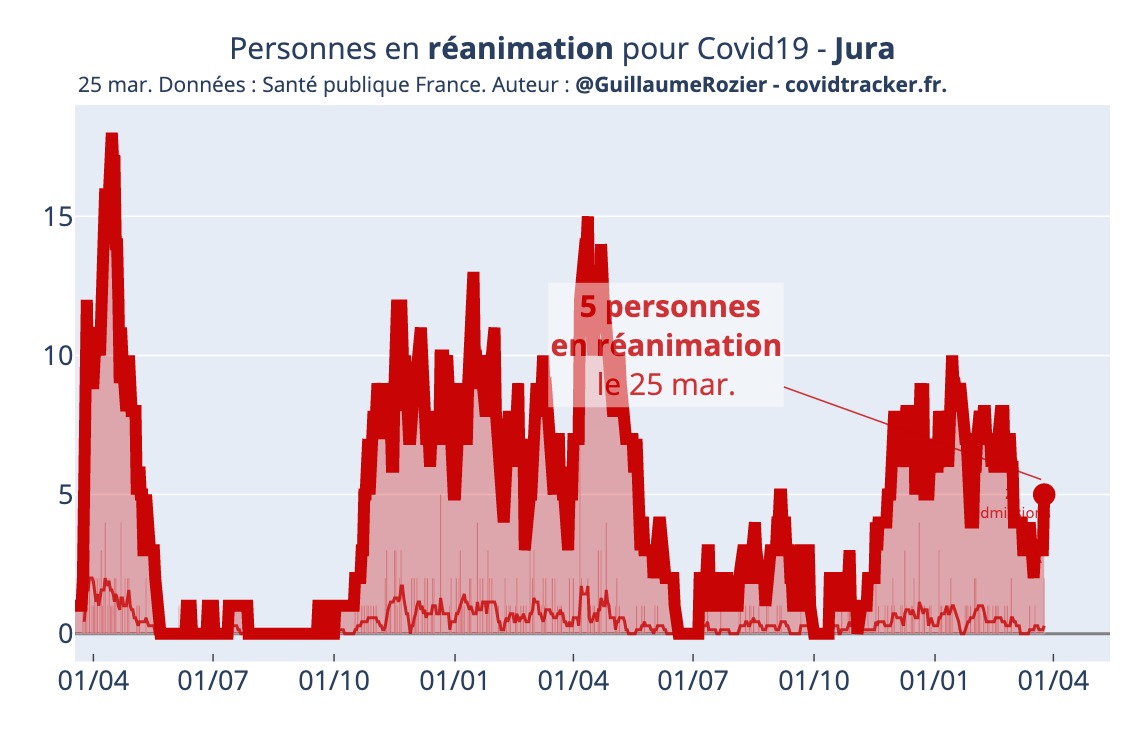 Personnes en réanimation pour Covid19 - Jura
25 mar. Données : Santé publique France. Auteur : @GuillaumeRozier - covidtracker.fr.
15
10
5
0
5 personnes
en réanimation
le 25 mar.
01/04
01/07
01/10
01/01
01/04
01/07
01/10
01/01
01/04